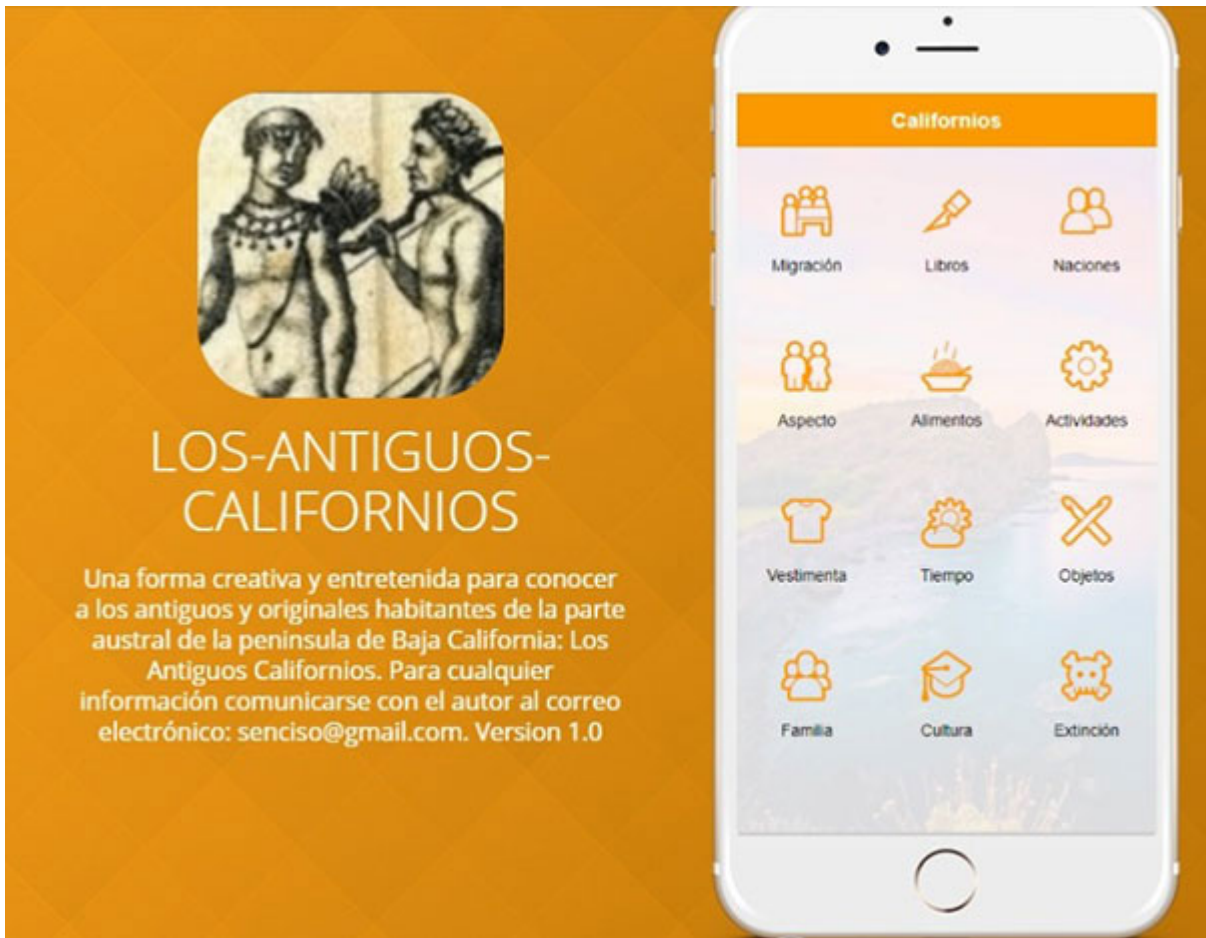 LOS-ANTIGUOS-
CALIFORNIOS
Una forma creativa y entretenida para conocer
a los antiguos y originales habitantes de la parte
austral de la peninsula de Baja California: Los
Antiguos Californios. Para cualquier
información comunicarse con el autor al correo
electrónico: senciso@gmail.com. Version 1.0
Californios
Migración Libros Naciones
Aspecto Alimentos Actividades
Vestimenta Tiempo Objetos
Familia Cultura Extinción